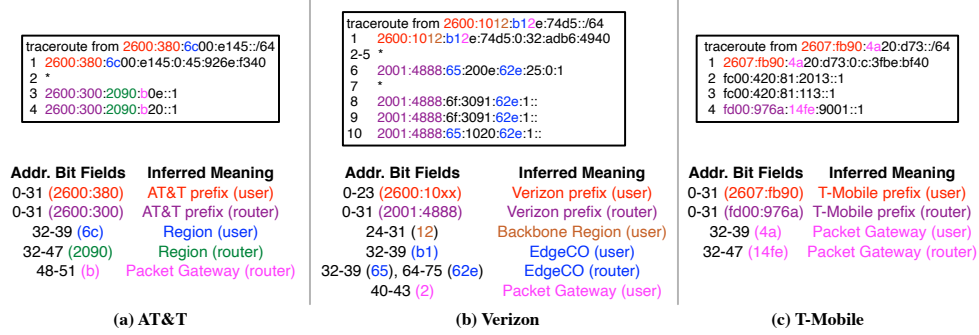 traceroute from 2600:380:6c00:e145::/64
1 2600:380:6c00:e145:0:45:926e:f340
2 *
3 2600:300:2090:b0e::1
4 2600:300:2090:b20::1
Addr. Bit Fields Inferred Meaning
0-31 (2600:380) AT&T prefix (user)
0-31 (2600:300) AT&T prefix (router)
32-39 (6c) Region (user)
32-47 (2090) Region (router)
48-51 (b) Packet Gateway (router)
(a) AT&T
traceroute from 2600:1012:b12e:74d5::/64
1 2600:1012:b12e:74d5:0:32:adb6:4940
2-5 *
6 2001:4888:65:200e:62e:25:0:1
7 *
8 2001:4888:6f:3091:62e:1::
9 2001:4888:6f:3091:62e:1::
10 2001:4888:65:1020:62e:1::
Addr. Bit Fields Inferred Meaning
0-23 (2600:10xx) Verizon prefix (user)
0-31 (2001:4888) Verizon prefix (router)
24-31 (12) Backbone Region (user)
32-39 (b1) EdgeCO (user)
32-39 (65), 64-75 (62e) EdgeCO (router)
40-43 (2) Packet Gateway (user)
(b) Verizon
traceroute from 2607:fb90:4a20:d73::/64
1 2607:fb90:4a20:d73:0:c:3fbe:bf40
2 fc00:420:81:2013::1
3 fc00:420:81:113::1
4 fd00:976a:14fe:9001::1
Addr. Bit Fields Inferred Meaning
0-31 (2607:fb90) T-Mobile prefix (user)
0-31 (fd00:976a) T-Mobile prefix (router)
32-39 (4a) Packet Gateway (user)
32-47 (14fe) Packet Gateway (router)
(c) T-Mobile